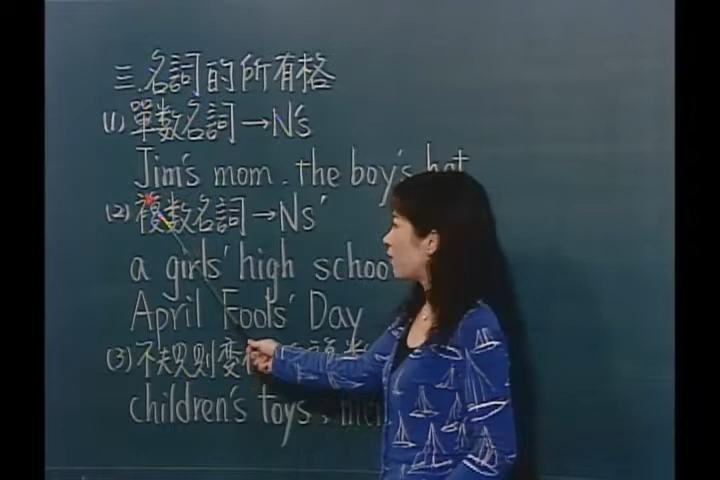 三.名詞的所有格
(1)單數名詞→N's
Jim's mom. the boy's hat
(2)複數名詞→Ns'
a girls' high school
April Fools' Day
(3)不規則變化
children's toys,